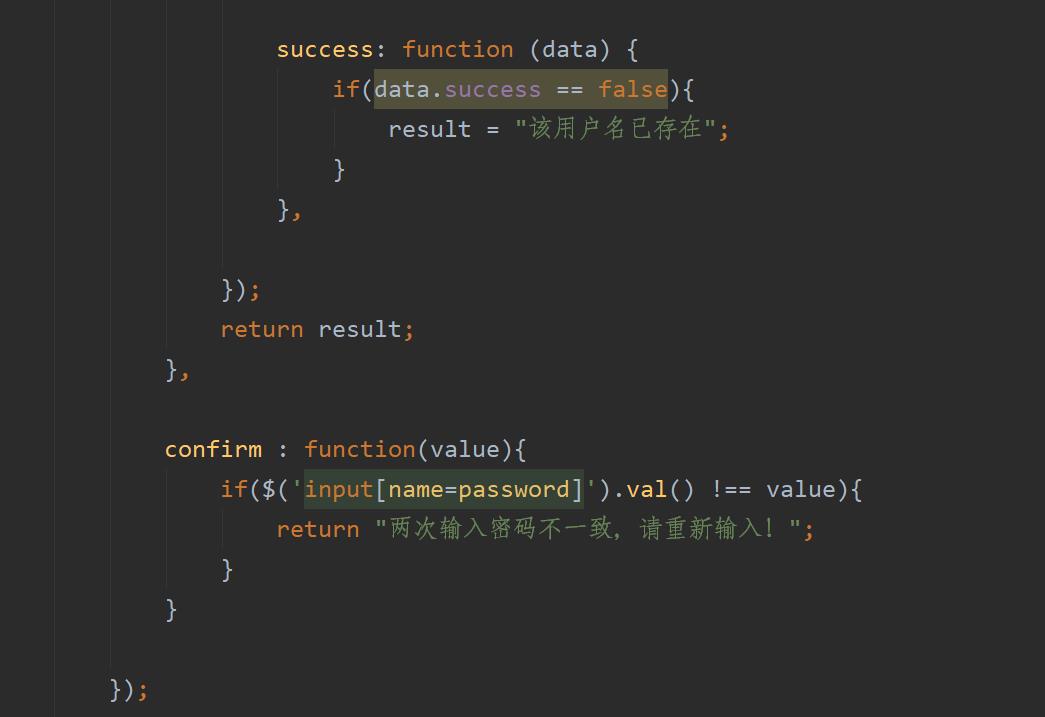 success: function (data) {
if(data.success == false){
result = "该用户名已存在";
}
},
});
return result;
},
confirm : function(value){
if($('input[name=password]').val() !== value){
return "两次输入密码不一致，请重新输入！";
}
}
});